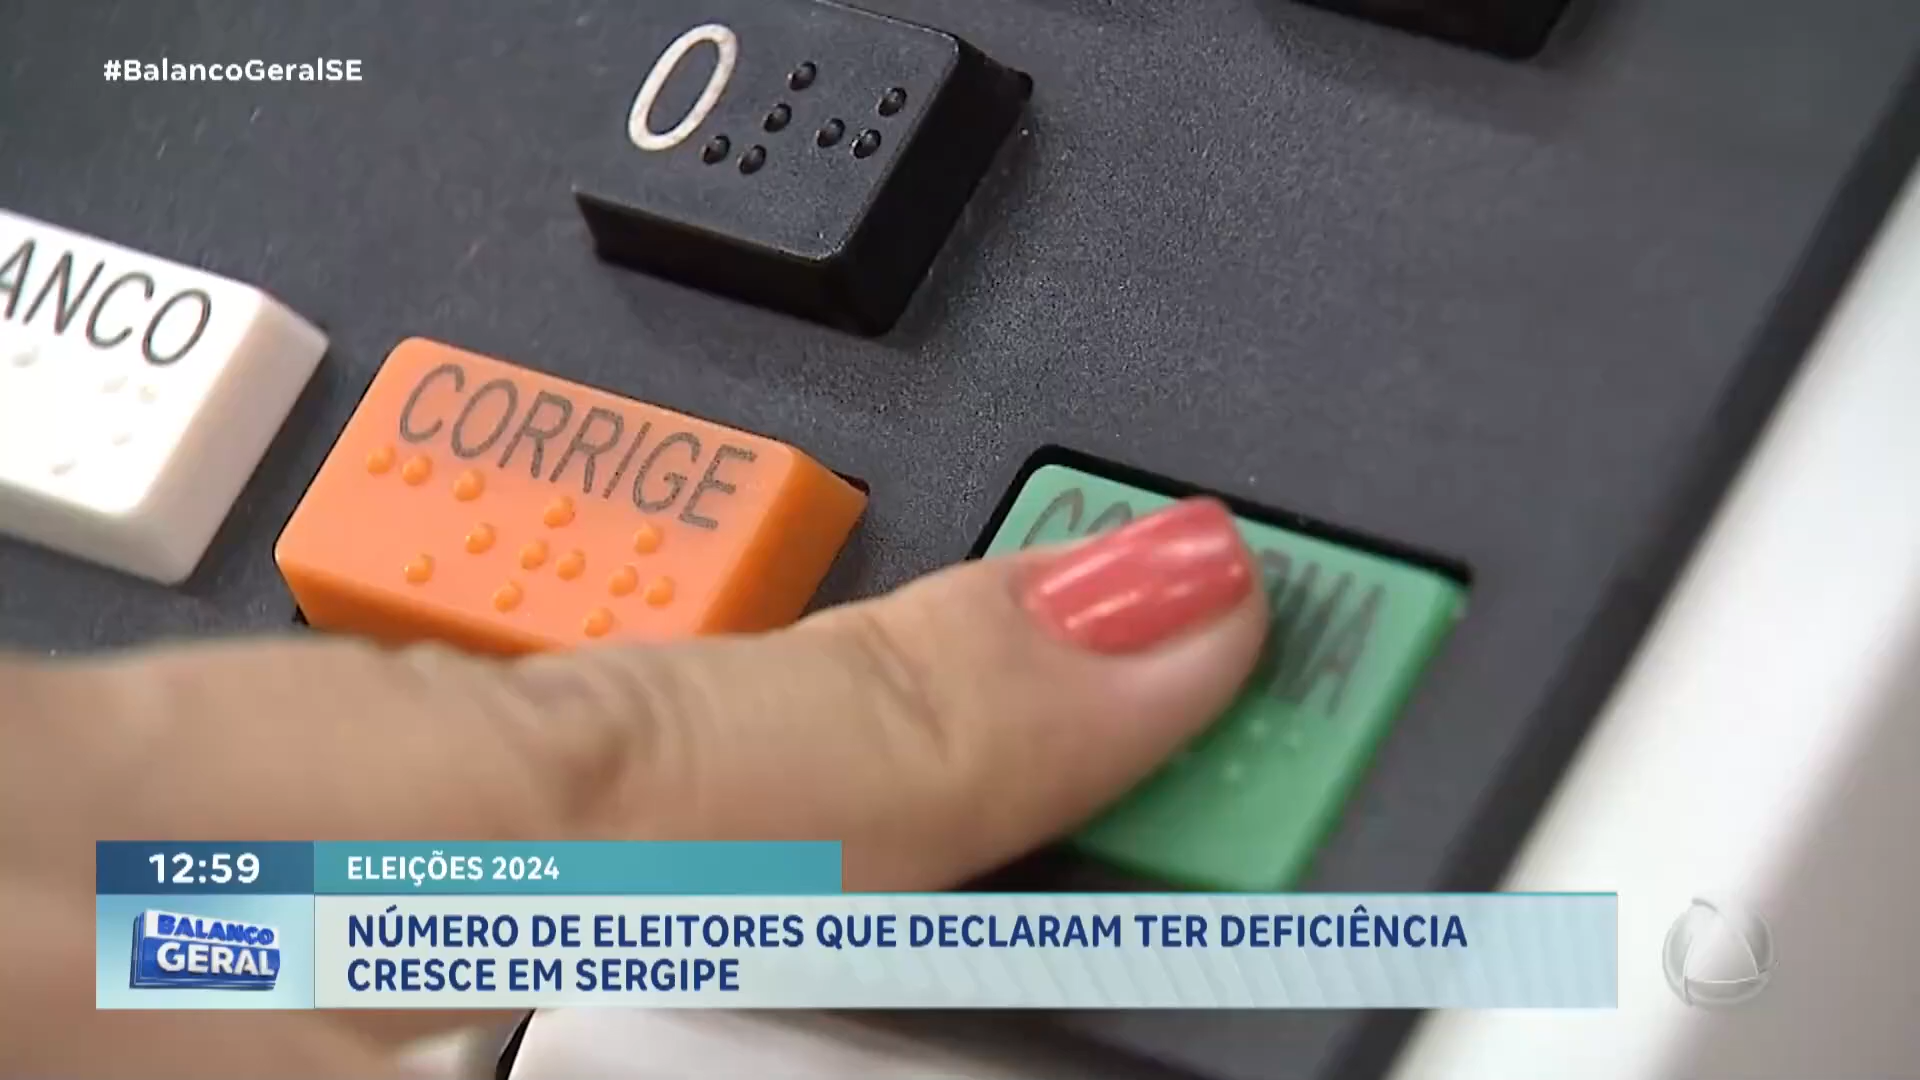 #BalancoGeralSE
0
ANCO
CORRIGE
12:59
ELEIÇÕES 2024
BALANÇO
GERAL
NÚMERO DE ELEITORES QUE DECLARAM TER DEFICIÊNCIA
CRESCE EM SERGIPE